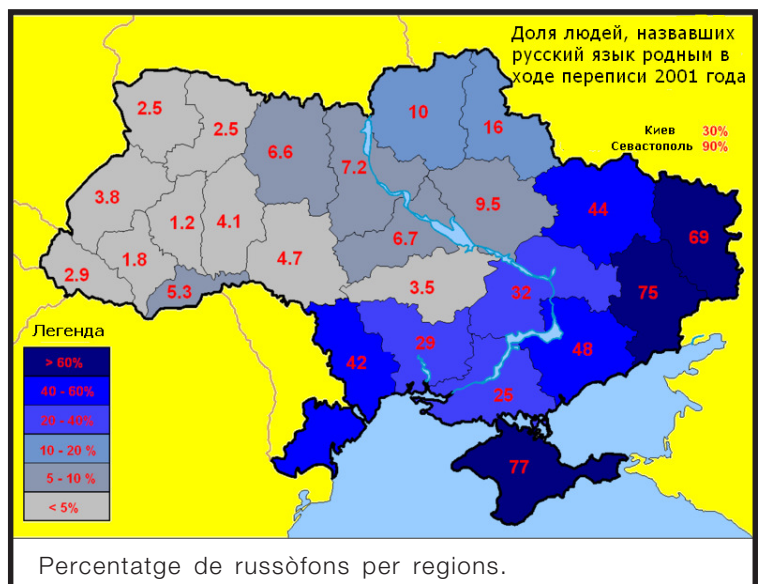 Доля людей, назвавших
русский язык родным в
ходе переписи 2001 года
Киев 30%
Севастополь 90%
2.5
2.5
6.6
7.2
10
16
3.8
1.2
4.1
9.5
44
69
2.9
1.8
4.7
6.7
5.3
3.5
32
75
42
29
48
25
77
Легенда
> 60%
40 - 60%
20 - 40%
10 - 20 %
5 - 10 %
< 5%
Percentatge de russòfons per regions.